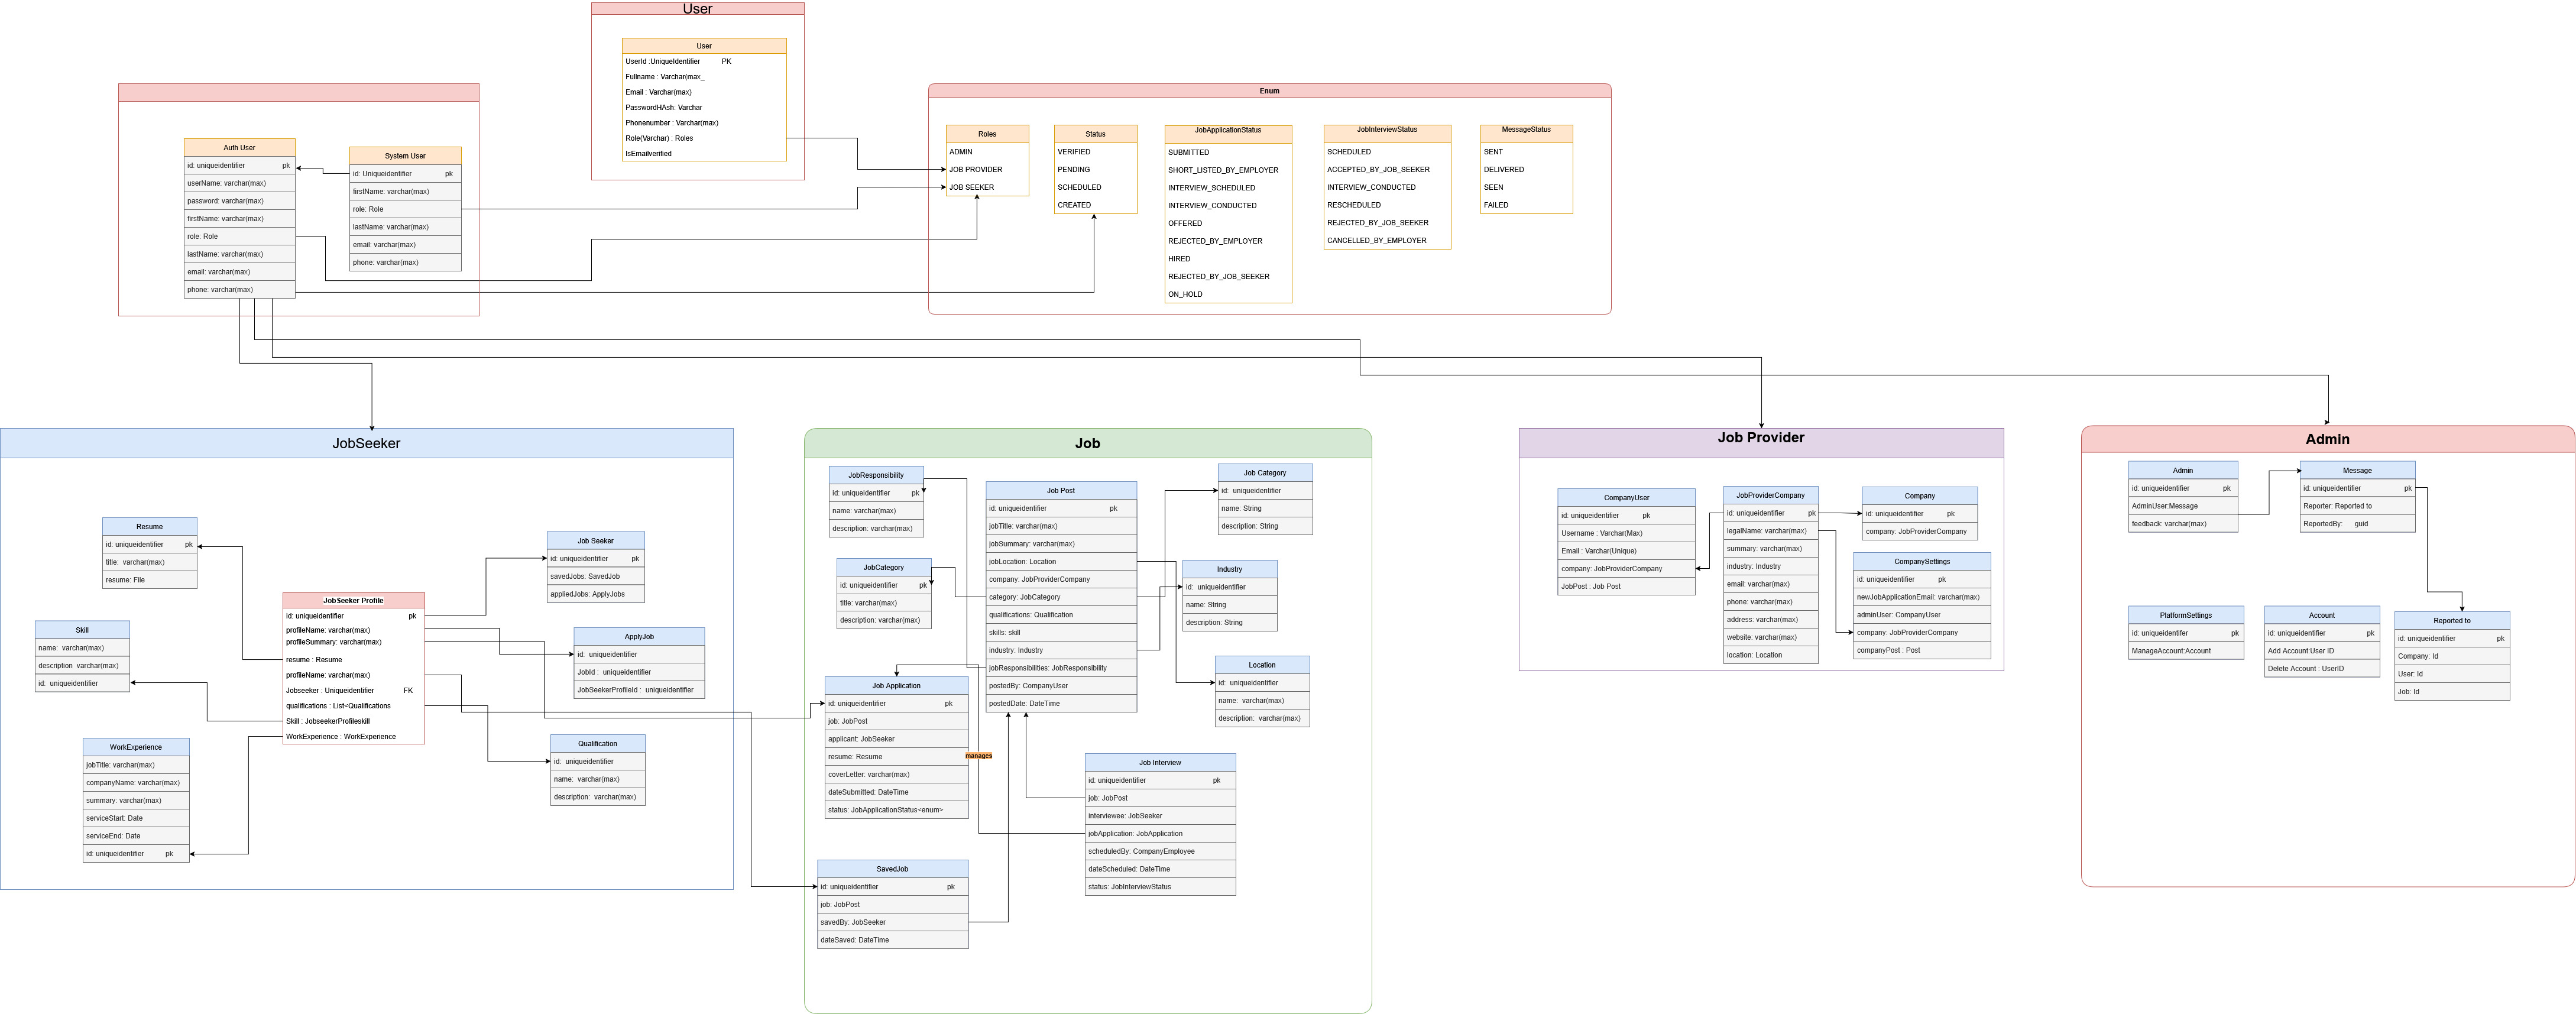 User
User
UserId :UniqueIdentifier PK
Fullname : Varchar(max_
Email : Varchar(max)
PasswordHAsh: Varchar
Phonenumber : Varchar(max)
Role(Varchar) : Roles
IsEmailverified
Auth User
id: uniqueidentifier pk
userName: varchar(max)
password: varchar(max)
firstName: varchar(max)
role: Role
lastName: varchar(max)
email: varchar(max)
phone: varchar(max)
System User
id: Uniqueidentifier pk
firstName: varchar(max)
role: Role
lastName: varchar(max)
email: varchar(max)
phone: varchar(max)
Enum
Roles
ADMIN
JOB PROVIDER
JOB SEEKER
Status
VERIFIED
PENDING
SCHEDULED
CREATED
JobApplicationStatus
SUBMITTED
SHORT_LISTED_BY_EMPLOYER
INTERVIEW_SCHEDULED
INTERVIEW_CONDUCTED
OFFERED
REJECTED_BY_EMPLOYER
HIRED
REJECTED_BY_JOB_SEEKER
ON_HOLD
JobInterviewStatus
SCHEDULED
ACCEPTED_BY_JOB_SEEKER
INTERVIEW_CONDUCTED
RESCHEDULED
REJECTED_BY_JOB_SEEKER
CANCELLED_BY_EMPLOYER
MessageStatus
SENT
DELIVERED
SEEN
FAILED
JobSeeker
Resume
id: uniqueidentifier pk
title: varchar(max)
resume: File
Skill
name: varchar(max)
description varchar(max)
id: uniqueidentifier
WorkExperience
jobTitle: varchar(max)
companyName: varchar(max)
summary: varchar(max)
serviceStart: Date
serviceEnd: Date
id: uniqueidentifier pk
JobSeeker Profile
id: uniqueidentifier pk
profileName: varchar(max)
profileSummary: varchar(max)
resume : Resume
profileName: varchar(max)
Jobseeker : Uniqueidentifier FK
qualifications : List<Qualifications
Skill : JobseekerProfileskill
WorkExperience : WorkExperience
Job Seeker
id: uniqueidentifier pk
savedJobs: SavedJob
appliedJobs: ApplyJobs
ApplyJob
id: uniqueidentifier
JobId : uniqueidentifier
JobSeekerProfileId : uniqueidentifier
Qualification
id: uniqueidentifier
name: varchar(max)
description: varchar(max)
Job
JobResponsibility
id: uniqueidentifier pk
name: varchar(max)
description: varchar(max)
JobCategory
id: uniqueidentifier pk
title: varchar(max)
description: varchar(max)
Job Application
id: uniqueidentifier pk
job: JobPost
applicant: JobSeeker
resume: Resume
coverLetter: varchar(max)
dateSubmitted: DateTime
status: JobApplicationStatus<enum>
manages
SavedJob
id: uniqueidentifier pk
job: JobPost
savedBy: JobSeeker
dateSaved: DateTime
Job Post
id: uniqueidentifier pk
jobTitle: varchar(max)
jobSummary: varchar(max)
jobLocation: Location
company: JobProviderCompany
category: JobCategory
qualifications: Qualification
skills: skill
industry: Industry
jobResponsibilities: JobResponsibility
postedBy: CompanyUser
postedDate: DateTime
Job Category
id: uniqueidentifier
name: String
description: String
Industry
id: uniqueidentifier
name: String
description: String
Location
id: uniqueidentifier
name: varchar(max)
description: varchar(max)
Job Interview
id: uniqueidentifier pk
job: JobPost
interviewee: JobSeeker
jobApplication: JobApplication
scheduledBy: CompanyEmployee
dateScheduled: DateTime
status: JobInterviewStatus
Job Provider
CompanyUser
id: uniqueidentifier pk
Username : Varchar(Max)
Email : Varchar(Unique)
company: JobProviderCompany
JobPost : Job Post
JobProviderCompany
id: uniqueidentifier pk
legalName: varchar(max)
summary: varchar(max)
industry: Industry
email: varchar(max)
phone: varchar(max)
address: varchar(max)
website: varchar(max)
location: Location
Company
id: uniqueidentifier pk
company: JobProviderCompany
CompanySettings
id: uniqueidentifier pk
newJobApplicationEmail: varchar(max)
adminUser: CompanyUser
company: JobProviderCompany
companyPost : Post
Admin
Admin
id: uniqueidentifier pk
AdminUser:Message
feedback: varchar(max)
Message
id: uniqueidentifier pk
Reporter: Reported to
ReportedBy: guid
PlatformSettings
id: uniqueidentifer pk
ManageAccount:Account
Account
id: uniqueidentifier pk
Add Account:User ID
Delete Account : UserID
Reported to
id: uniqueidentifier pk
Company: Id
User: Id
Job: Id